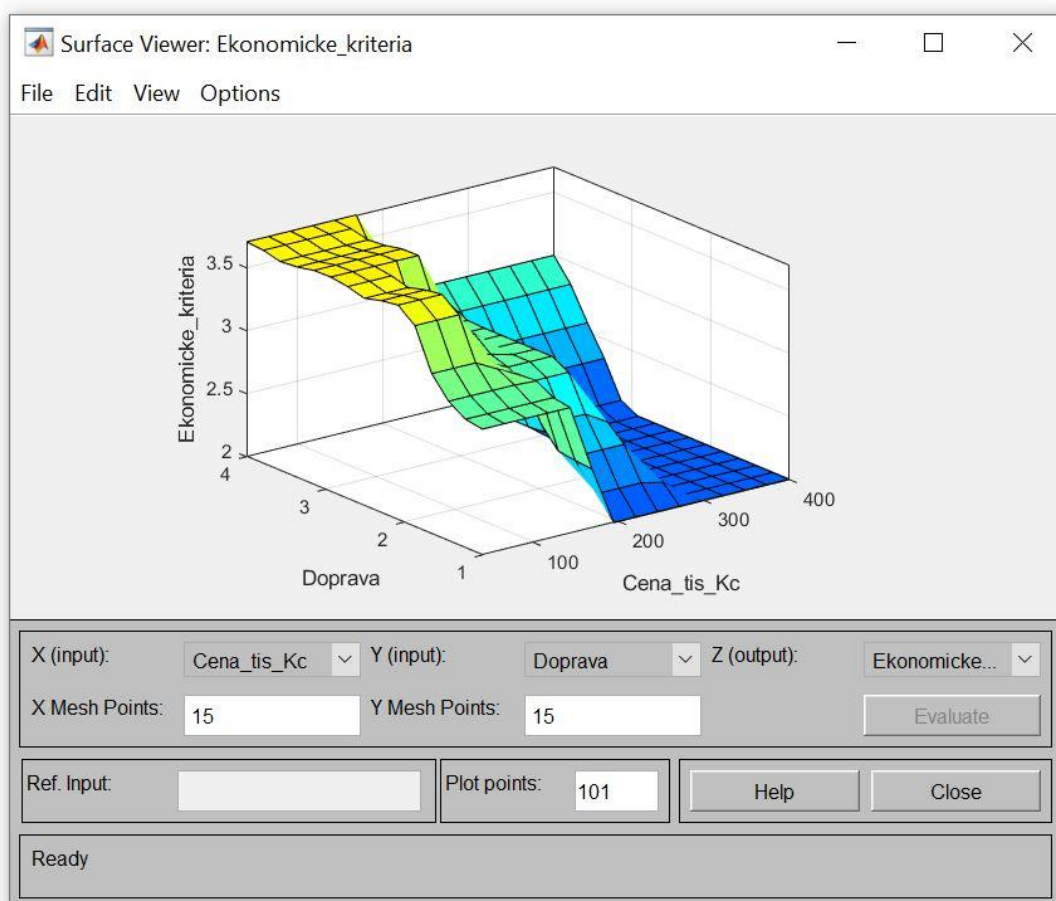 Surface Viewer: Ekonomicke_kriteria
File Edit View Options
Ekonomicke_kriteria
3.5
3
2.5
2
4
3
2
1
Doprava
100
200
300
400
Cena_tis_Kc
X (input): Cena_tis_Kc Y (input): Doprava Z (output): Ekonomicke...
X Mesh Points: 15 Y Mesh Points: 15 Evaluate
Ref. Input: Plot points: 101 Help Close
Ready